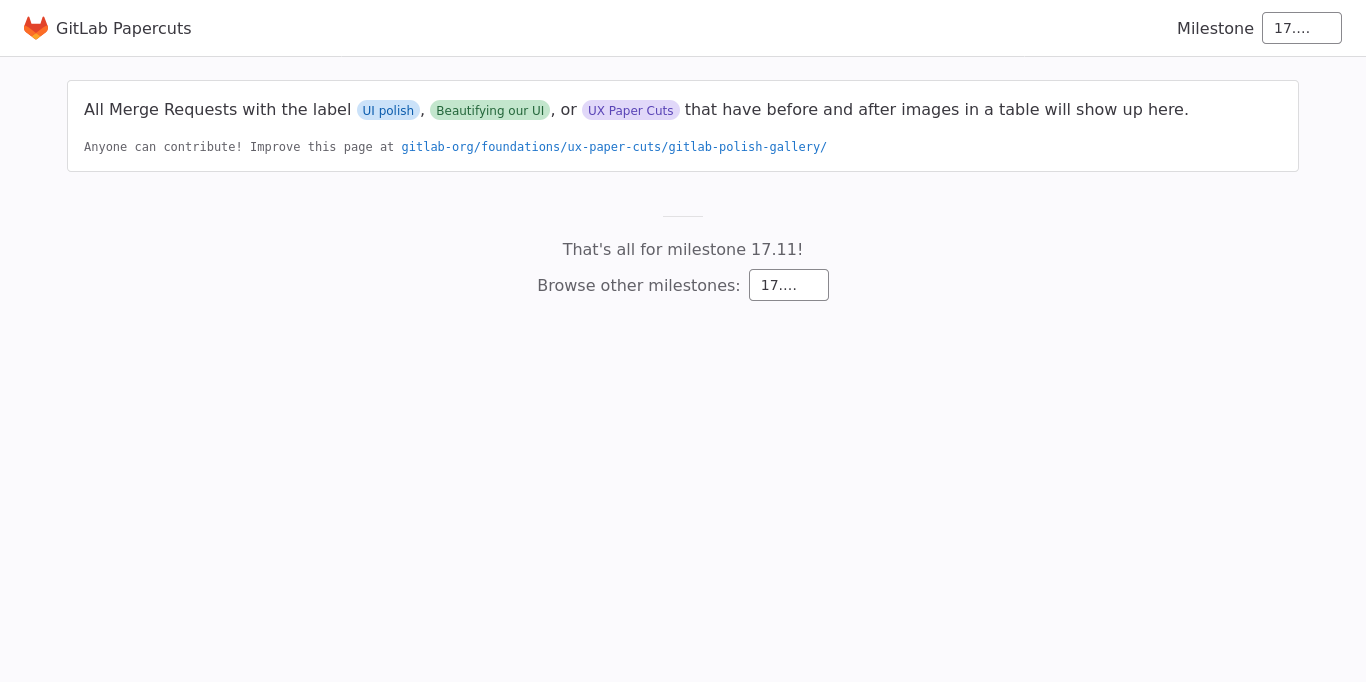 GitLab Papercuts
Milestone 17....
All Merge Requests with the label UI polish, Beautifying our UI, or UX Paper Cuts that have before and after images in a table will show up here.
Anyone can contribute! Improve this page at gitlab-org/foundations/ux-paper-cuts/gitlab-polish-gallery/
That's all for milestone 17.11!
Browse other milestones: 17....